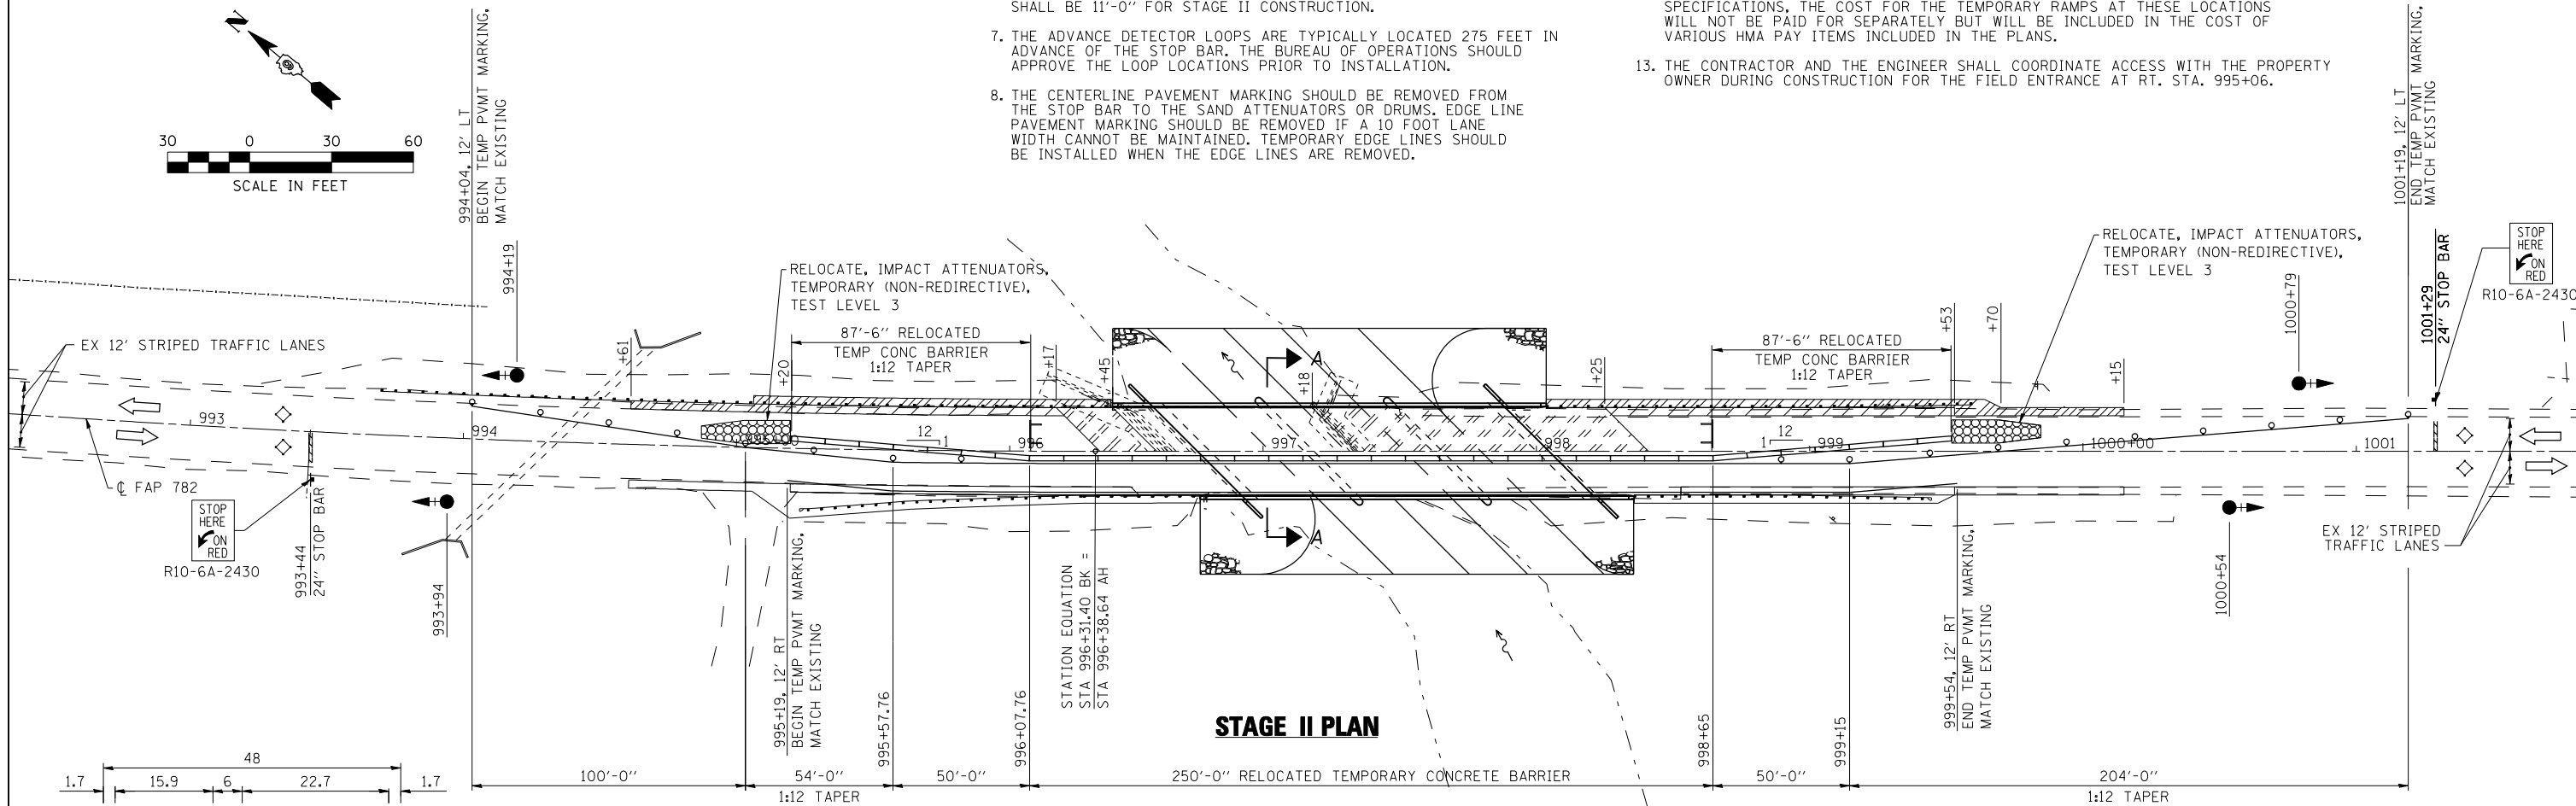 SHALL BE 11'-0" FOR STAGE II CONSTRUCTION.
7. THE ADVANCE DETECTOR LOOPS ARE TYPICALLY LOCATED 275 FEET IN
ADVANCE OF THE STOP BAR. THE BUREAU OF OPERATIONS SHOULD
APPROVE THE LOOP LOCATIONS PRIOR TO INSTALLATION.
8. THE CENTERLINE PAVEMENT MARKING SHOULD BE REMOVED FROM
THE STOP BAR TO THE SAND ATTENUATORS OR DRUMS. EDGE LINE
PAVEMENT MARKING SHOULD BE REMOVED IF A 10 FOOT LANE
WIDTH CANNOT BE MAINTAINED. TEMPORARY EDGE LINES SHOULD
BE INSTALLED WHEN THE EDGE LINES ARE REMOVED.
SPECIFICATIONS, THE COST FOR THE TEMPORARY RAMPS AT THESE LOCATIONS
WILL NOT BE PAID FOR SEPARATELY BUT WILL BE INCLUDED IN THE COST OF
VARIOUS HMA PAY ITEMS INCLUDED IN THE PLANS.
13. THE CONTRACTOR AND THE ENGINEER SHALL COORDINATE ACCESS WITH THE PROPERTY
OWNER DURING CONSTRUCTION FOR THE FIELD ENTRANCE AT RT. STA. 995+06.
N
30 0 30 60
SCALE IN FEET
994+04, 12' LT
BEGIN TEMP PVMT MARKING,
MATCH EXISTING
994+19
1001+19, 12' LT
END TEMP PVMT MARKING,
MATCH EXISTING
1001+29
24" STOP BAR
STOP
HERE
ON
RED
R10-6A-2430
RELOCATE, IMPACT ATTENUATORS,
TEMPORARY (NON-REDIRECTIVE),
TEST LEVEL 3
RELOCATE, IMPACT ATTENUATORS,
TEMPORARY (NON-REDIRECTIVE),
TEST LEVEL 3
1000+79
87'-6" RELOCATED
TEMP CONC BARRIER
1:12 TAPER
87'-6" RELOCATED
TEMP CONC BARRIER
1:12 TAPER
EX 12' STRIPED TRAFFIC LANES
+61
+20
+17
+45
+18
+25
+53
+70
+15
A
993
994
12
1
996
997
998
12
1
999
1000+00
1001
℄ FAP 782
STOP
HERE
ON
RED
R10-6A-2430
993+44
24" STOP BAR
993+94
A
EX 12' STRIPED
TRAFFIC LANES
1000+54
995+19, 12' RT
BEGIN TEMP PVMT MARKING,
MATCH EXISTING
995+57.76
996+07.76
STATION EQUATION
STA 996+31.40 BK =
STA 996+38.64 AH
998+65
999+15
999+54, 12' RT
END TEMP PVMT MARKING,
MATCH EXISTING
STAGE II PLAN
48
1.7 15.9 6 22.7 1.7
100'-0" 54'-0" 50'-0" 250'-0" RELOCATED TEMPORARY CONCRETE BARRIER 50'-0" 204'-0"
1:12 TAPER 1:12 TAPER